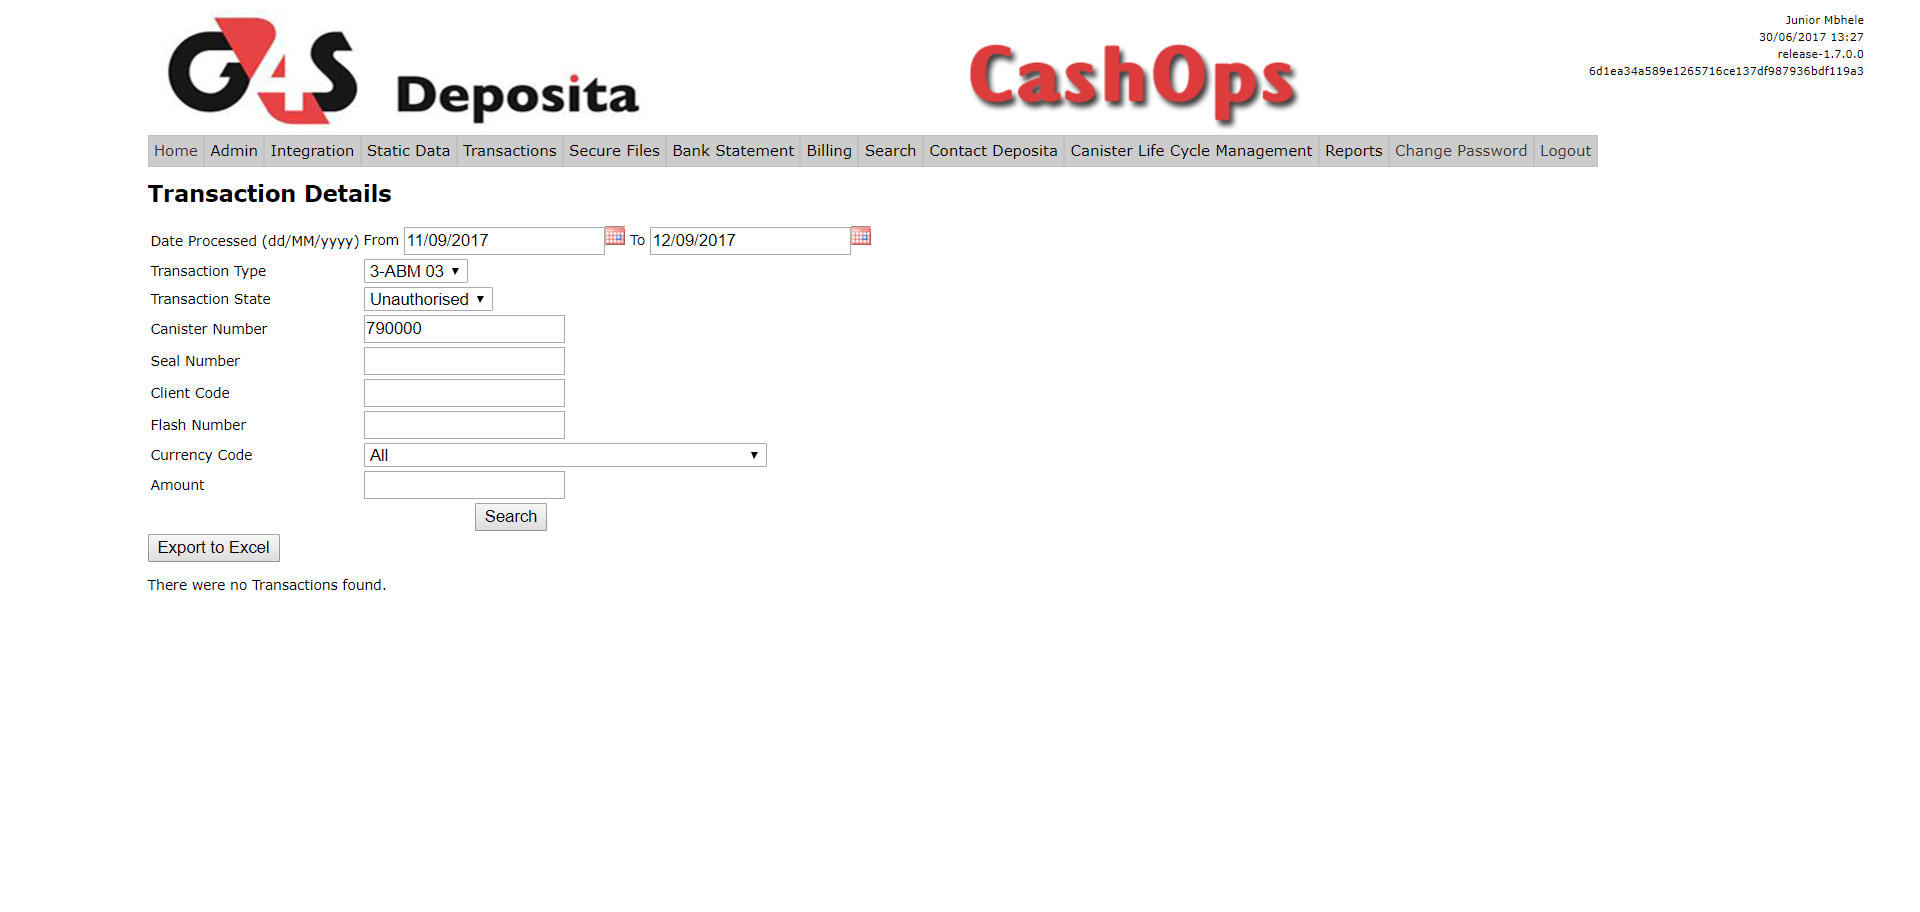 G4S Deposita
CashOps
Junior Mbhele
30/06/2017 13:27
release-1.7.0.0
6d1ea34a589e1265716ce137df987936bdf119a3
Home Admin Integration Static Data Transactions Secure Files Bank Statement Billing Search Contact Deposita Canister Life Cycle Management Reports Change Password Logout
Transaction Details
Date Processed (dd/MM/yyyy) From 11/09/2017 To 12/09/2017
Transaction Type 3-ABM 03
Transaction State Unauthorised
Canister Number 790000
Seal Number
Client Code
Flash Number
Currency Code All
Amount
Search
Export to Excel
There were no Transactions found.